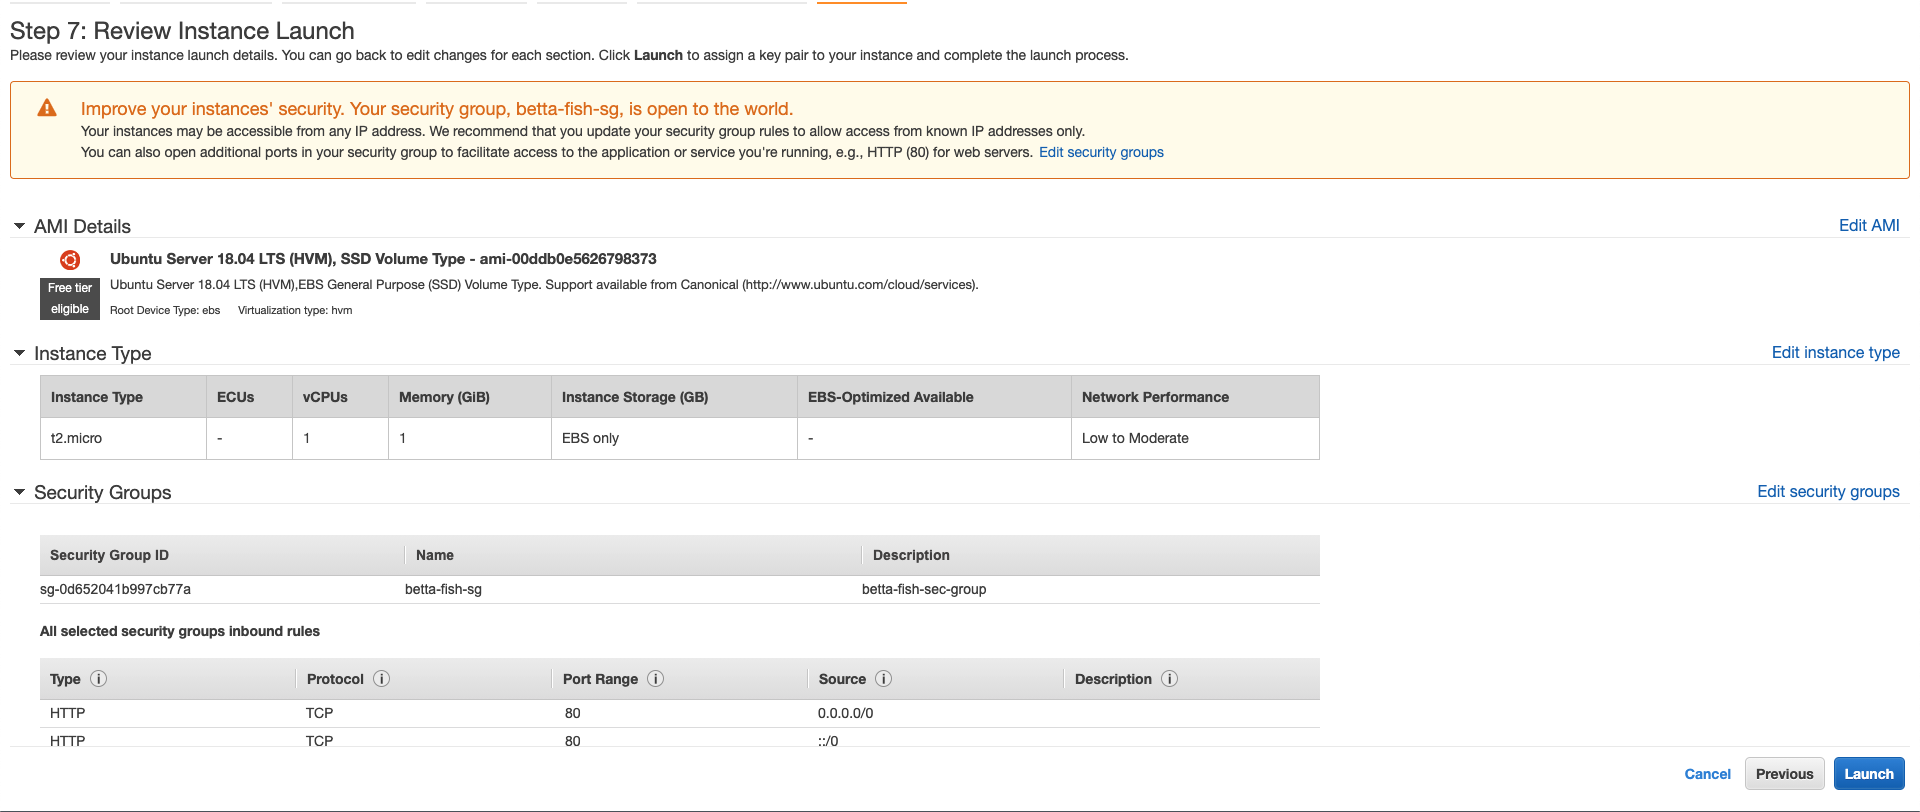 Step 7: Review Instance Launch
Please review your instance launch details. You can go back to edit changes for each section. Click Launch to assign a key pair to your instance and complete the launch process.
Improve your instances' security. Your security group, betta-fish-sg, is open to the world.
Your instances may be accessible from any IP address. We recommend that you update your security group rules to allow access from known IP addresses only.
You can also open additional ports in your security group to facilitate access to the application or service you're running, e.g., HTTP (80) for web servers. Edit security groups
AMI Details Edit AMI
Ubuntu Server 18.04 LTS (HVM), SSD Volume Type - ami-00ddb0e5626798373
Free tier eligible
Ubuntu Server 18.04 LTS (HVM),EBS General Purpose (SSD) Volume Type. Support available from Canonical (http://www.ubuntu.com/cloud/services).
Root Device Type: ebs Virtualization type: hvm
Instance Type Edit instance type
Instance Type ECUs vCPUs Memory (GiB) Instance Storage (GB) EBS-Optimized Available Network Performance
t2.micro - 1 1 EBS only - Low to Moderate
Security Groups Edit security groups
Security Group ID Name Description
sg-0d652041b997cb77a betta-fish-sg betta-fish-sec-group
All selected security groups inbound rules
Type Protocol Port Range Source Description
HTTP TCP 80 0.0.0.0/0
HTTP TCP 80 ::/0
Cancel Previous Launch